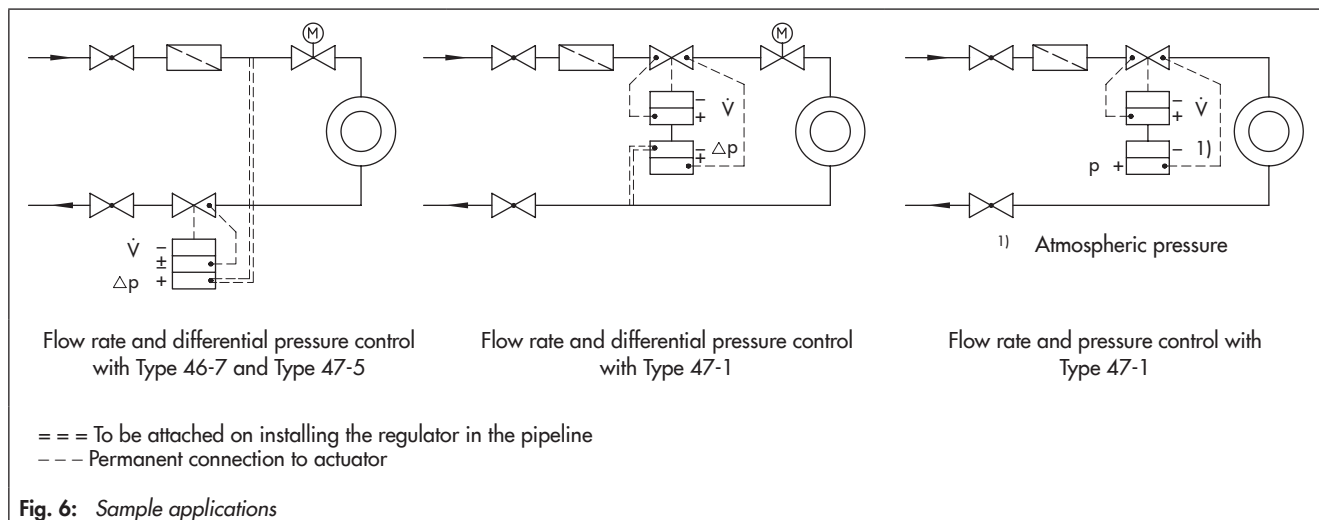 M
M
V̇
−
±
Δp
+
−
+
V̇
−
+
Δp
−
+
V̇
−
1)
p
+
1) Atmospheric pressure
Flow rate and differential pressure control
with Type 46-7 and Type 47-5
Flow rate and differential pressure control
with Type 47-1
Flow rate and pressure control with
Type 47-1
= = = To be attached on installing the regulator in the pipeline
– – – Permanent connection to actuator
Fig. 6: Sample applications